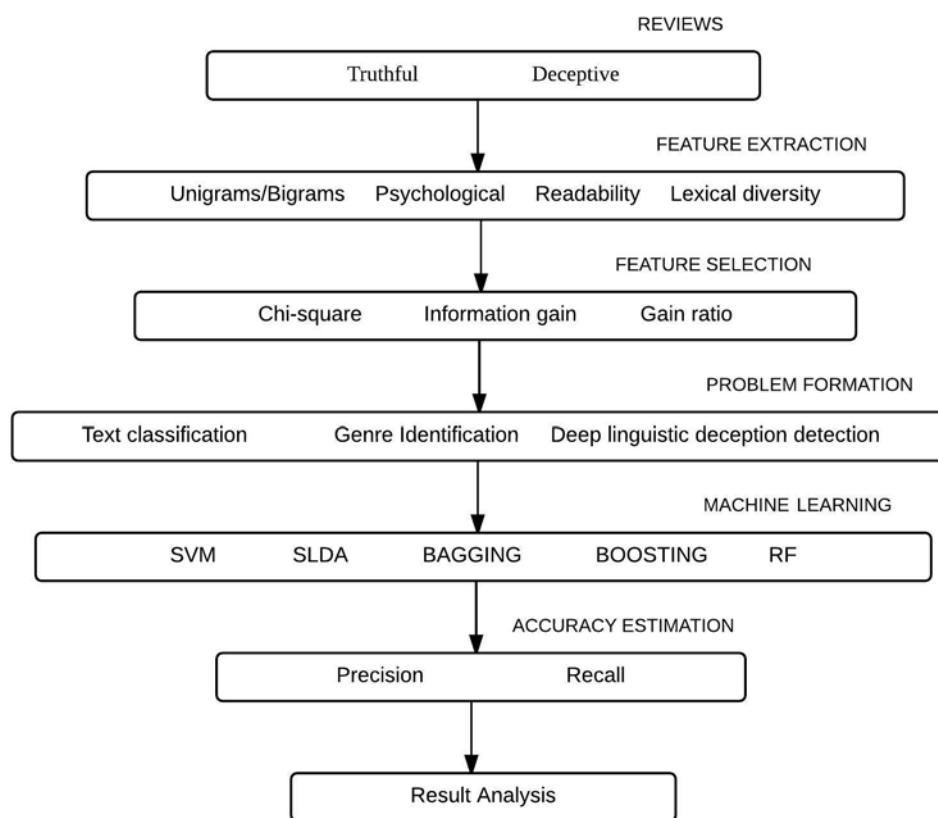 REVIEWS
Truthful Deceptive
FEATURE EXTRACTION
Unigrams/Bigrams Psychological Readability Lexical diversity
FEATURE SELECTION
Chi-square Information gain Gain ratio
PROBLEM FORMATION
Text classification Genre Identification Deep linguistic deception detection
MACHINE LEARNING
SVM SLDA BAGGING BOOSTING RF
ACCURACY ESTIMATION
Precision Recall
Result Analysis